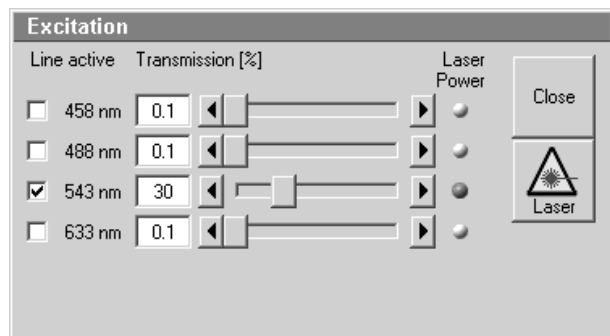 Excitation
Line active Transmission [%] Laser Power
458 nm 0.1
488 nm 0.1
543 nm 30
633 nm 0.1
Close
Laser